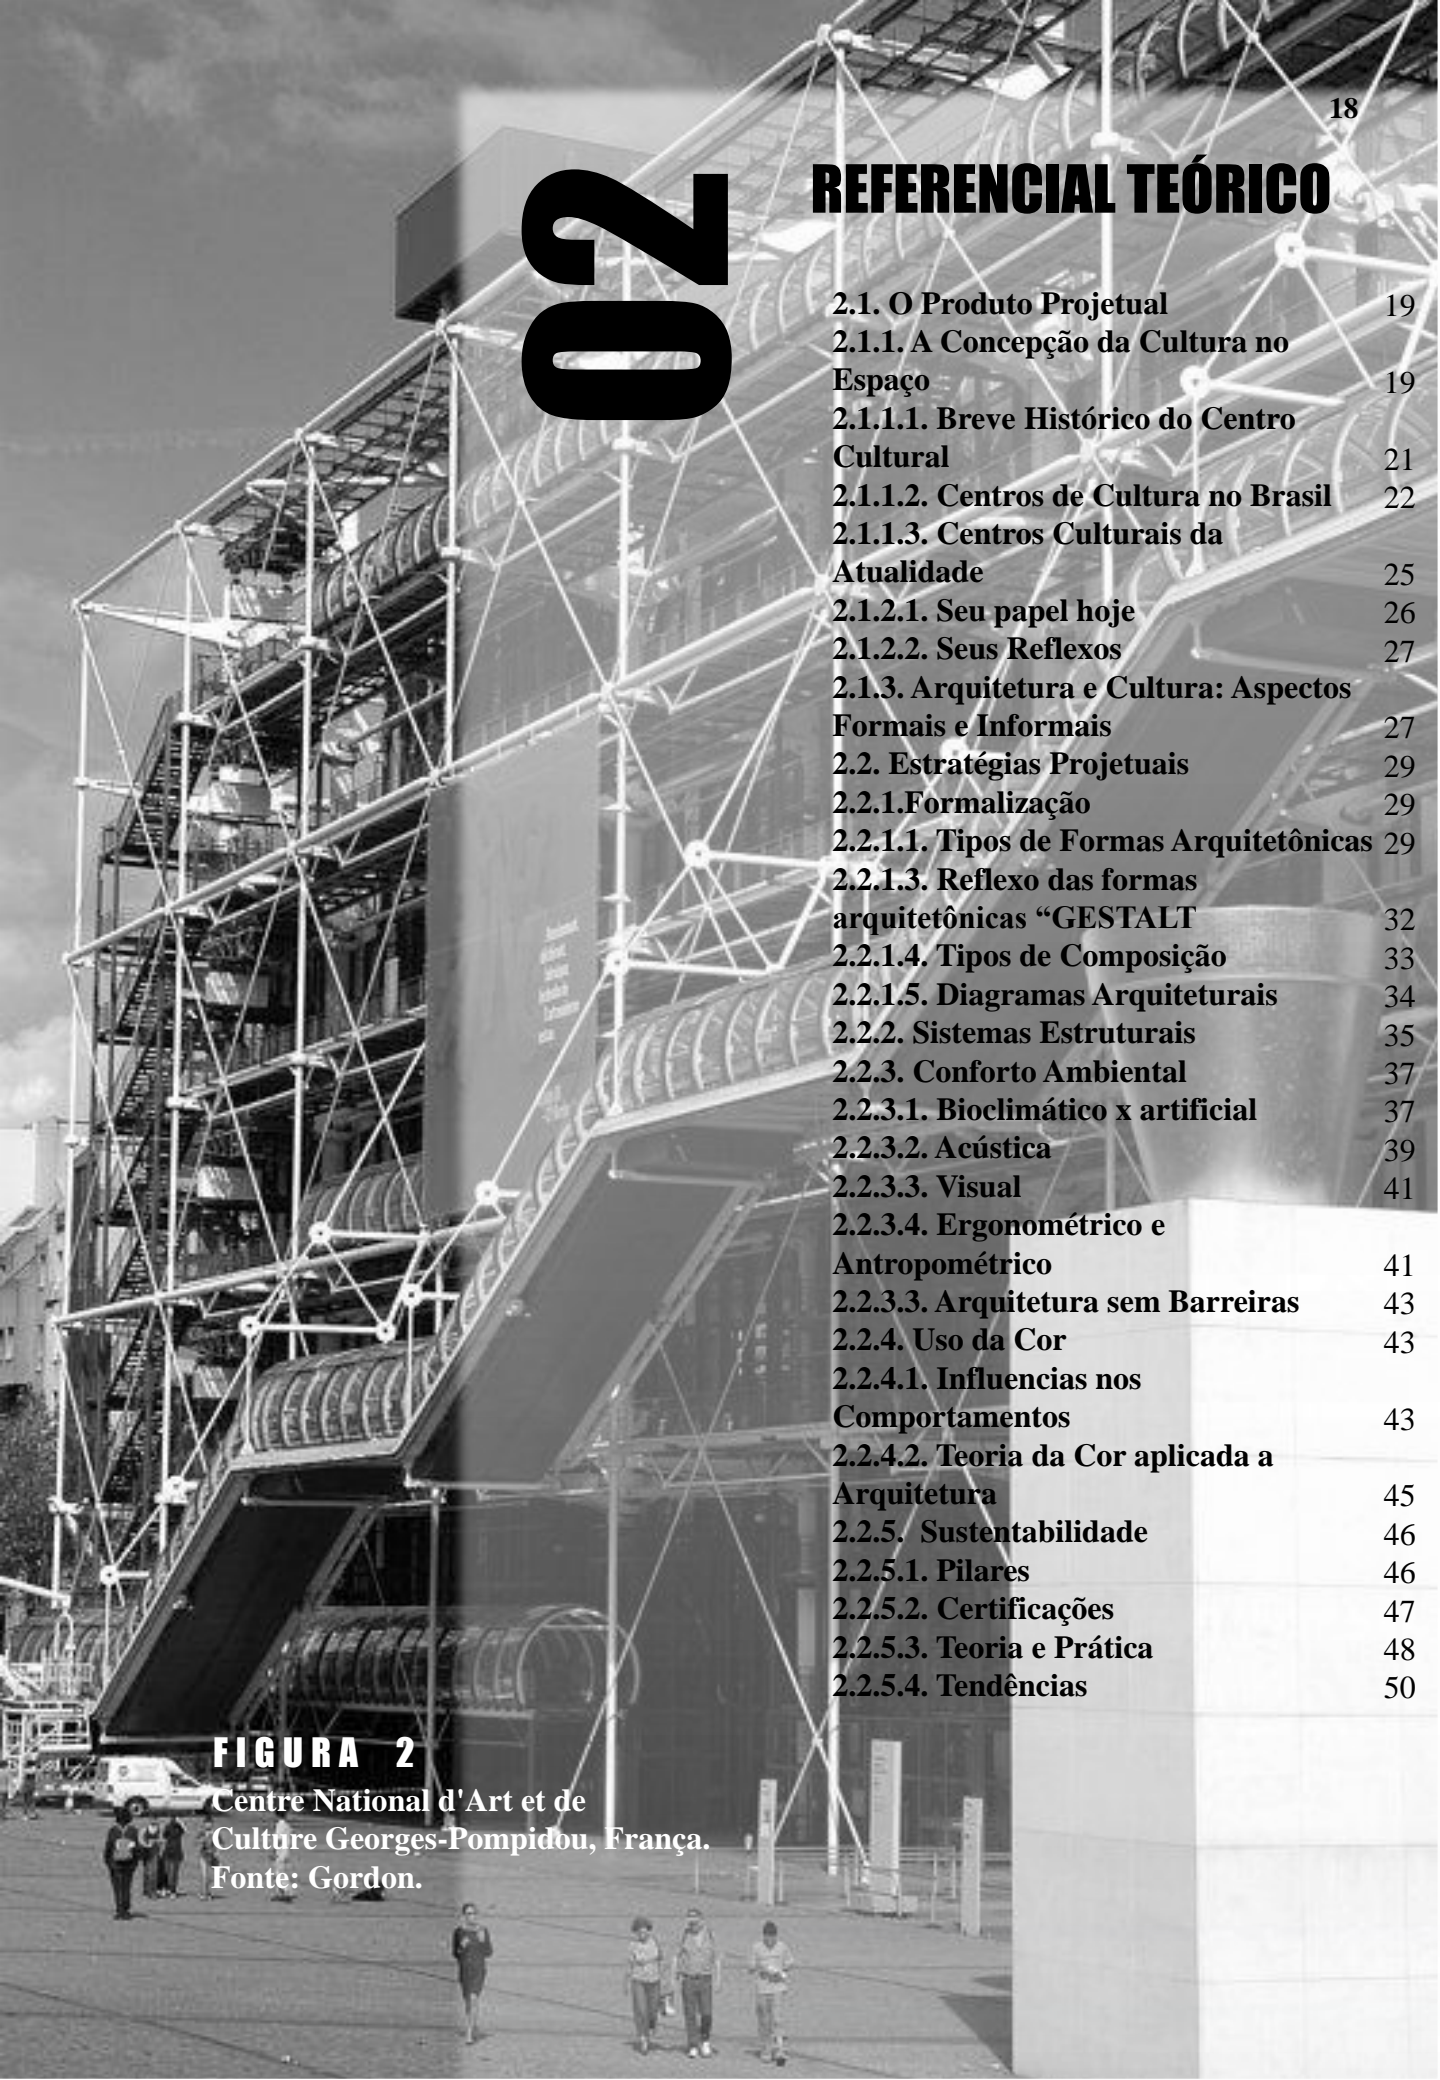 18
02
REFERENCIAL TEÓRICO
2.1. O Produto Projetual 19
2.1.1. A Concepção da Cultura no
Espaço 19
2.1.1.1. Breve Histórico do Centro
Cultural 21
2.1.1.2. Centros de Cultura no Brasil 22
2.1.1.3. Centros Culturais da
Atualidade 25
2.1.2.1. Seu papel hoje 26
2.1.2.2. Seus Reflexos 27
2.1.3. Arquitetura e Cultura: Aspectos
Formais e Informais 27
2.2. Estratégias Projetuais 29
2.2.1.Formalização 29
2.2.1.1. Tipos de Formas Arquitetônicas 29
2.2.1.3. Reflexo das formas
arquitetônicas “GESTALT 32
2.2.1.4. Tipos de Composição 33
2.2.1.5. Diagramas Arquiteturais 34
2.2.2. Sistemas Estruturais 35
2.2.3. Conforto Ambiental 37
2.2.3.1. Bioclimático x artificial 37
2.2.3.2. Acústica 39
2.2.3.3. Visual 41
2.2.3.4. Ergonométrico e
Antropométrico 41
2.2.3.3. Arquitetura sem Barreiras 43
2.2.4. Uso da Cor 43
2.2.4.1. Influencias nos
Comportamentos 43
2.2.4.2. Teoria da Cor aplicada a
Arquitetura 45
2.2.5. Sustentabilidade 46
2.2.5.1. Pilares 46
2.2.5.2. Certificações 47
2.2.5.3. Teoria e Prática 48
2.2.5.4. Tendências 50
FIGURA 2
Centre National d'Art et de
Culture Georges-Pompidou, França.
Fonte: Gordon.